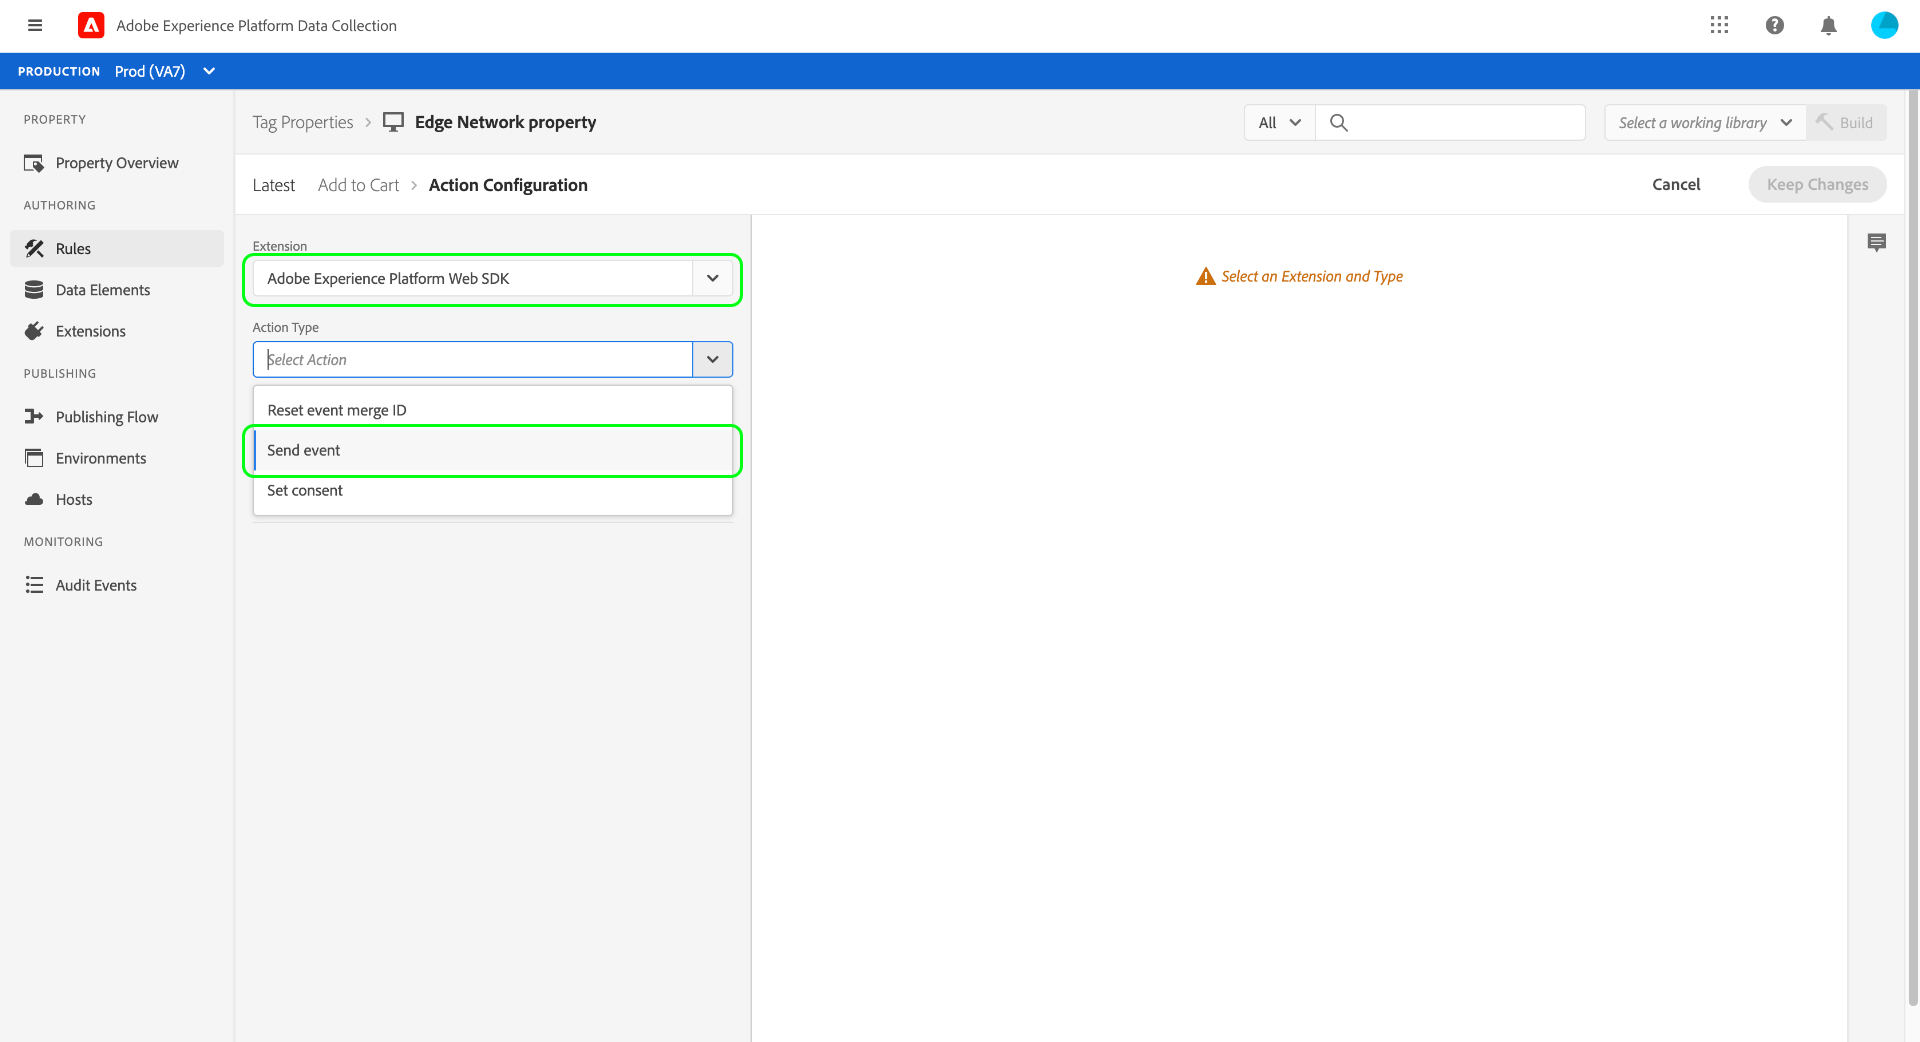 Adobe Experience Platform Data Collection
PRODUCTION Prod (VA7)
PROPERTY
Property Overview
AUTHORING
Rules
Data Elements
Extensions
PUBLISHING
Publishing Flow
Environments
Hosts
MONITORING
Audit Events
Tag Properties > Edge Network property
All
Select a working library
Build
Latest Add to Cart > Action Configuration
Cancel
Keep Changes
Extension
Adobe Experience Platform Web SDK
Action Type
Select Action
Reset event merge ID
Send event
Set consent
Select an Extension and Type